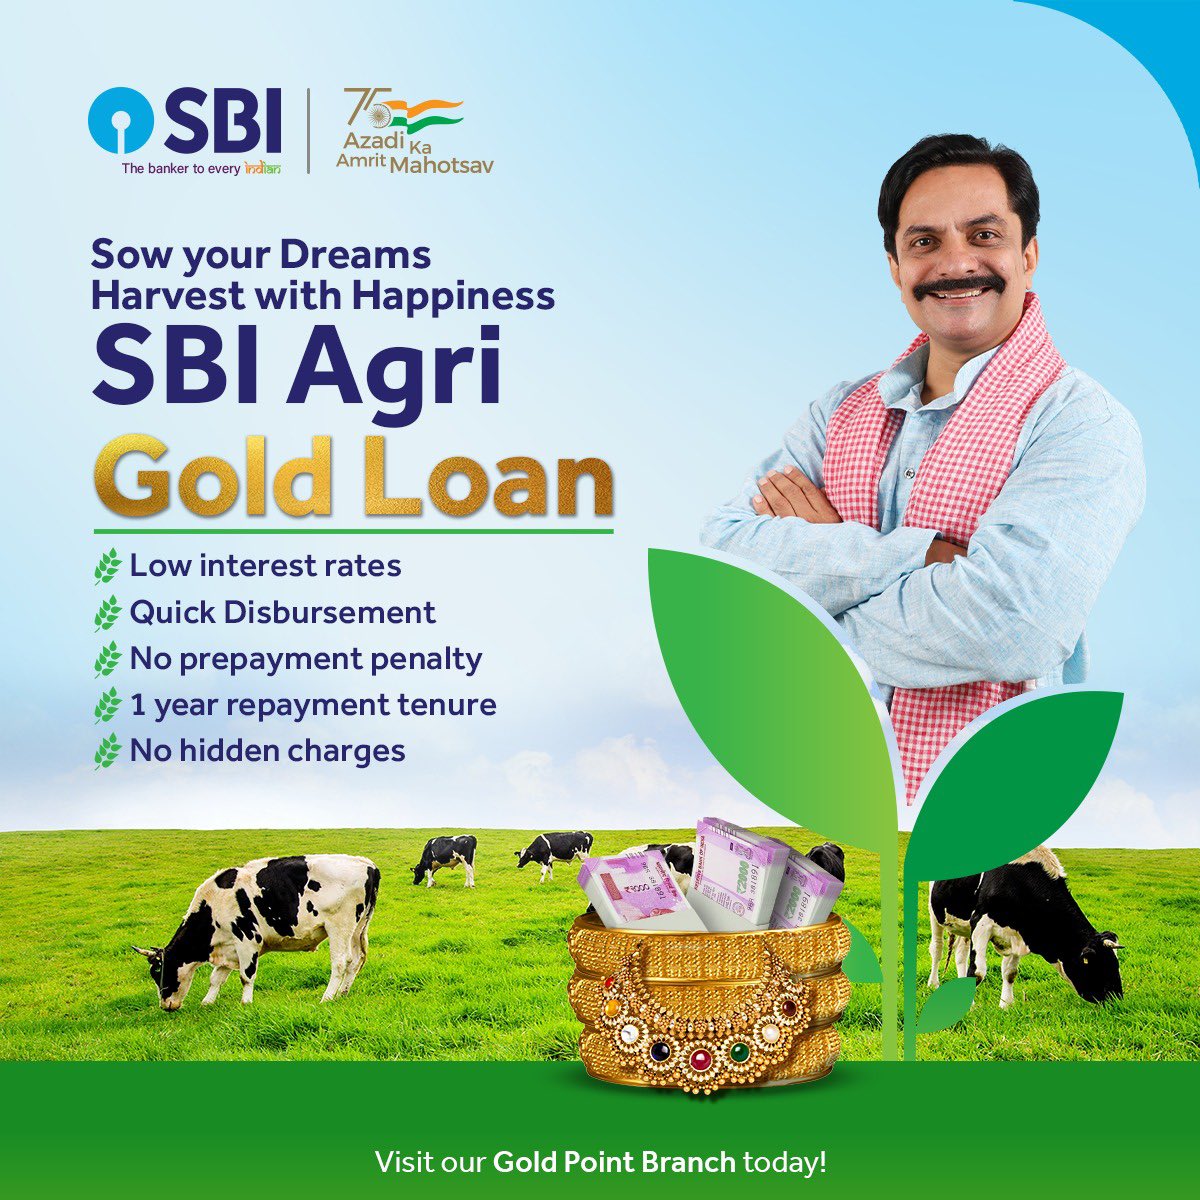 SBI
The banker to every indian
75
Azadi Ka
Amrit Mahotsav
Sow your Dreams
Harvest with Happiness
SBI Agri
Gold Loan
Low interest rates
Quick Disbursement
No prepayment penalty
1 year repayment tenure
No hidden charges
₹2000
Visit our Gold Point Branch today!